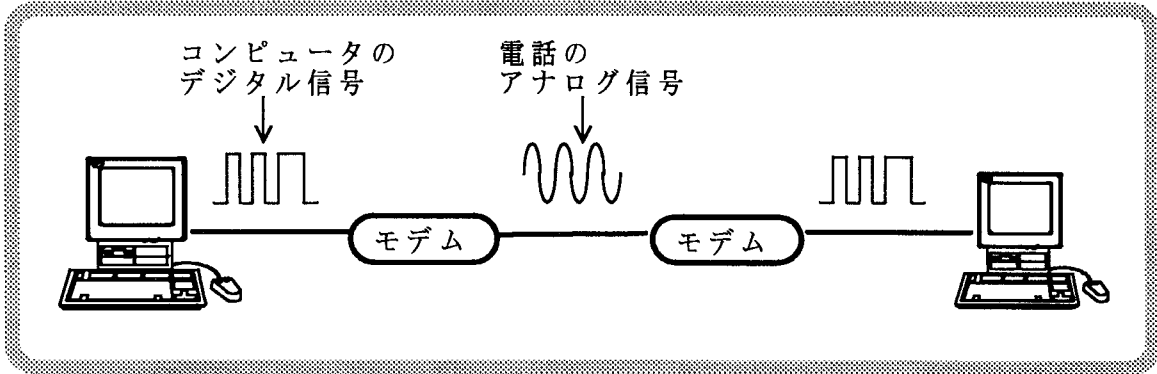 コンピュータの
デジタル信号
電話の
アナログ信号
モデム
モデム